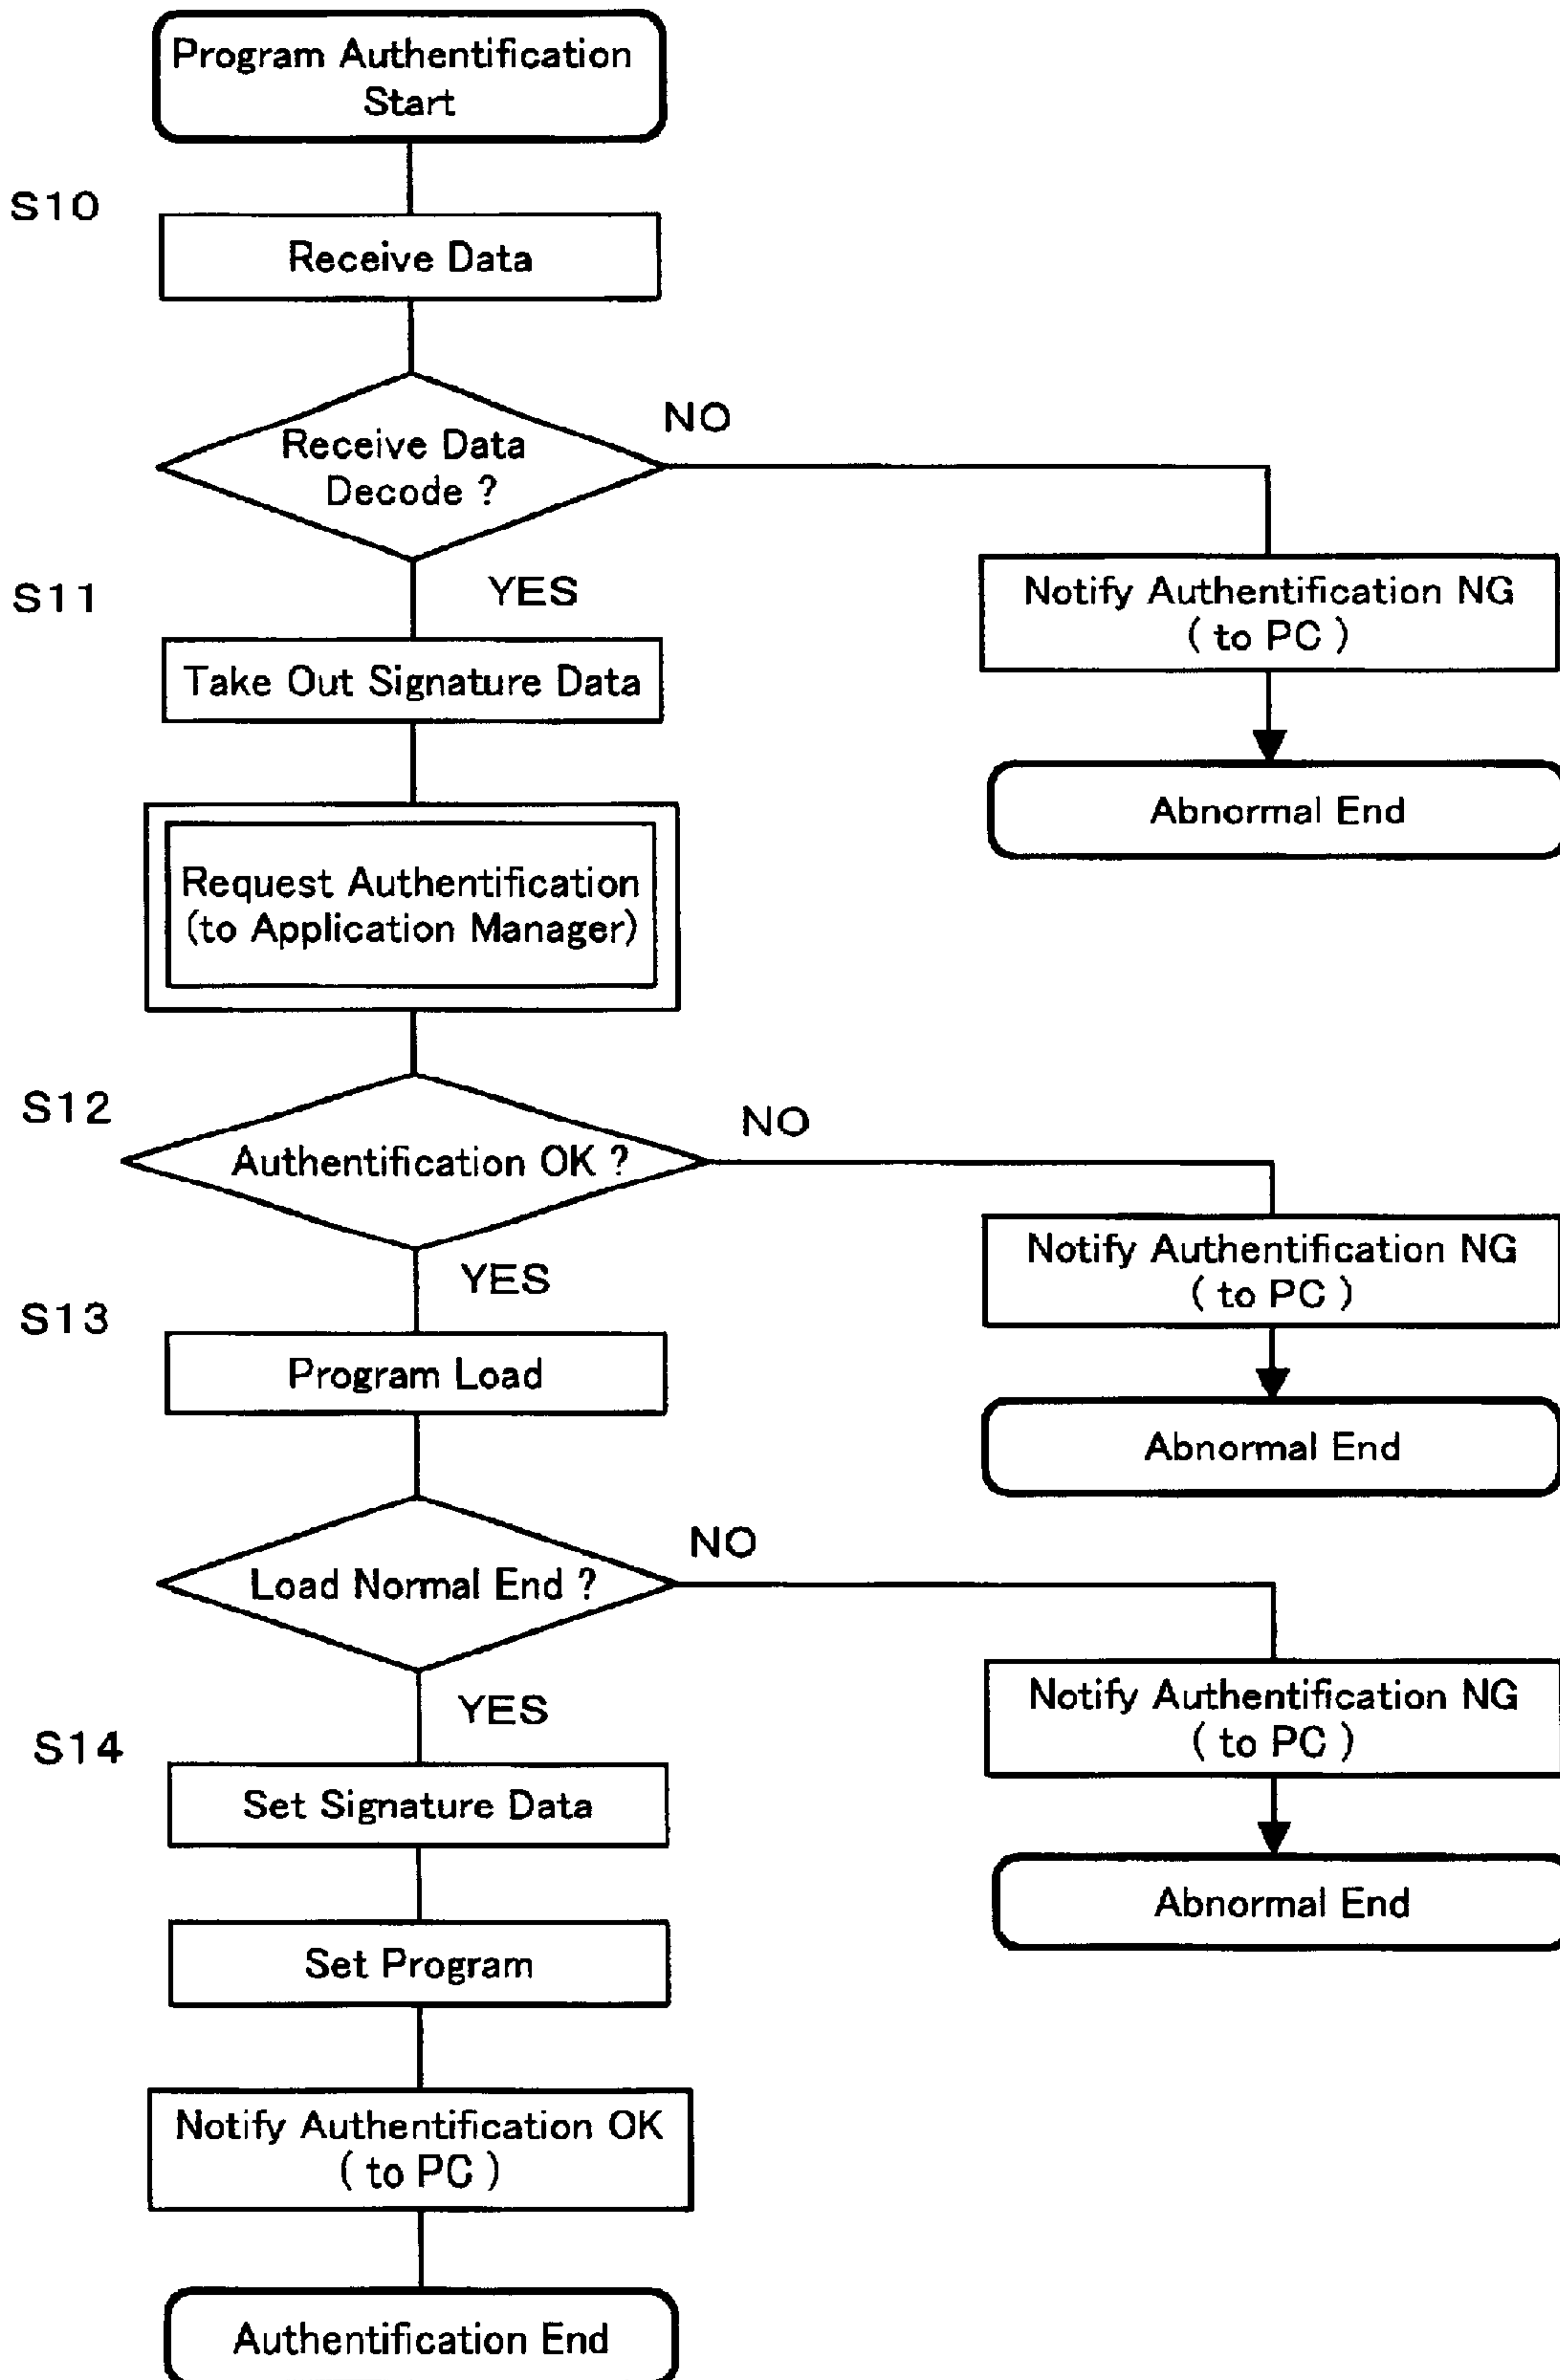 Program Authentification
Start
S10
Receive Data
Receive Data
Decode ?
NO
YES
S11
Notify Authentification NG
( to PC )
Take Out Signature Data
Abnormal End
Request Authentification
(to Application Manager)
S12
Authentification OK ?
NO
YES
Notify Authentification NG
( to PC )
S13
Program Load
Abnormal End
Load Normal End ?
NO
YES
Notify Authentification NG
( to PC )
S14
Set Signature Data
Abnormal End
Set Program
Notify Authentification OK
( to PC )
Authentification End